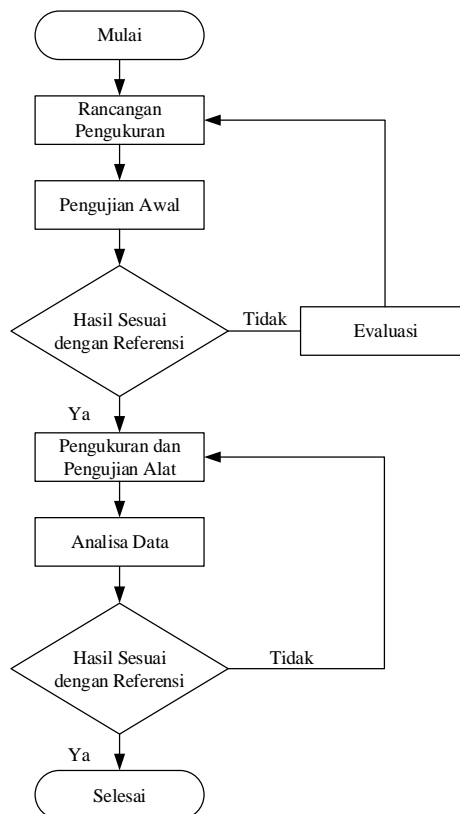 Mulai
Rancangan
Pengukuran
Pengujian Awal
Hasil Sesuai
dengan Referensi
Tidak
Evaluasi
Ya
Pengukuran dan
Pengujian Alat
Analisa Data
Hasil Sesuai
dengan Referensi
Tidak
Ya
Selesai